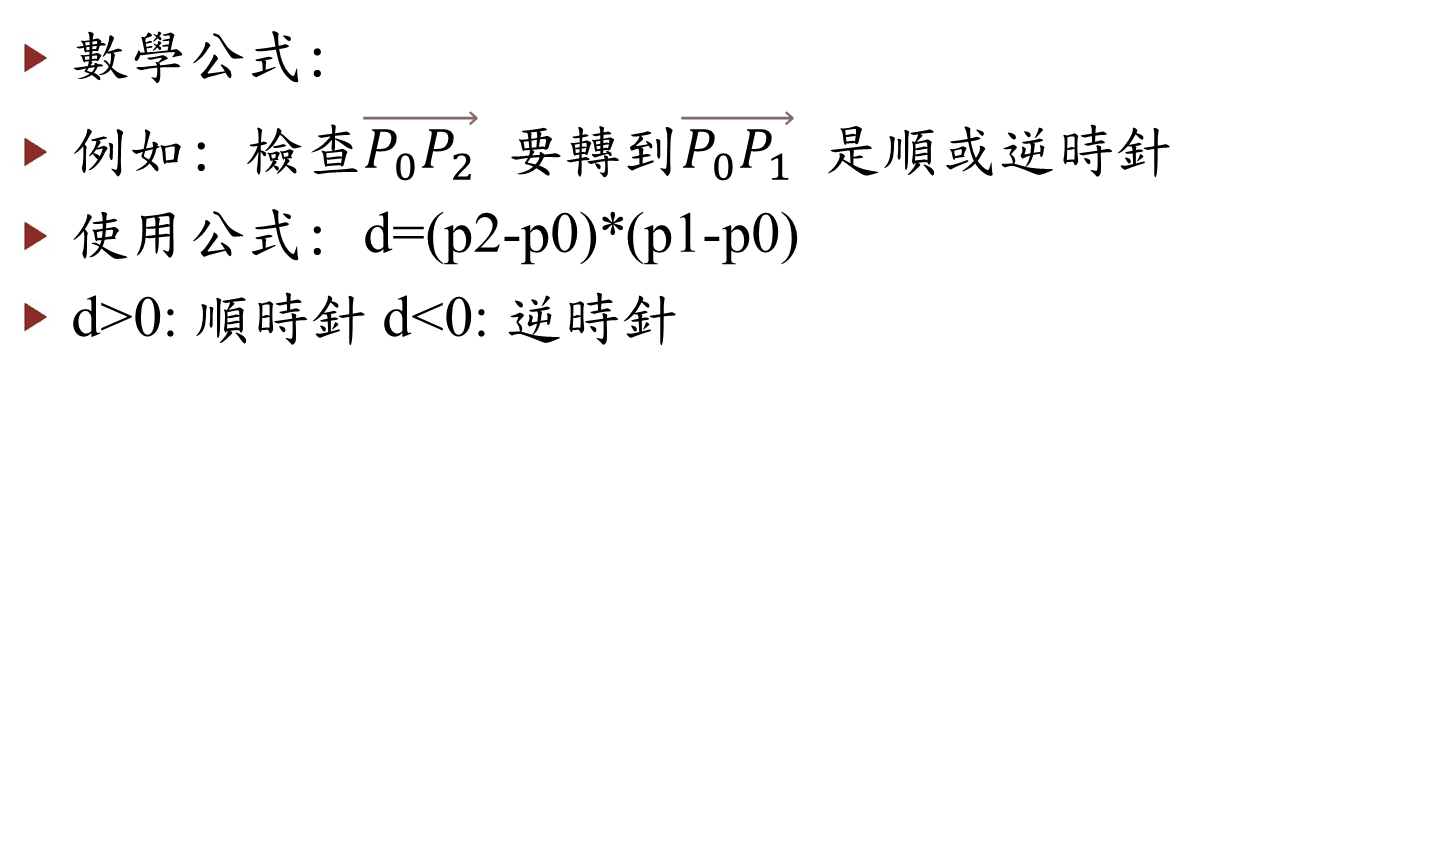 數學公式：
例如：檢查$\overrightarrow{P_0P_2}$ 要轉到$\overrightarrow{P_0P_1}$ 是順或逆時針
使用公式：d=(p2-p0)*(p1-p0)
d>0: 順時針 d<0: 逆時針